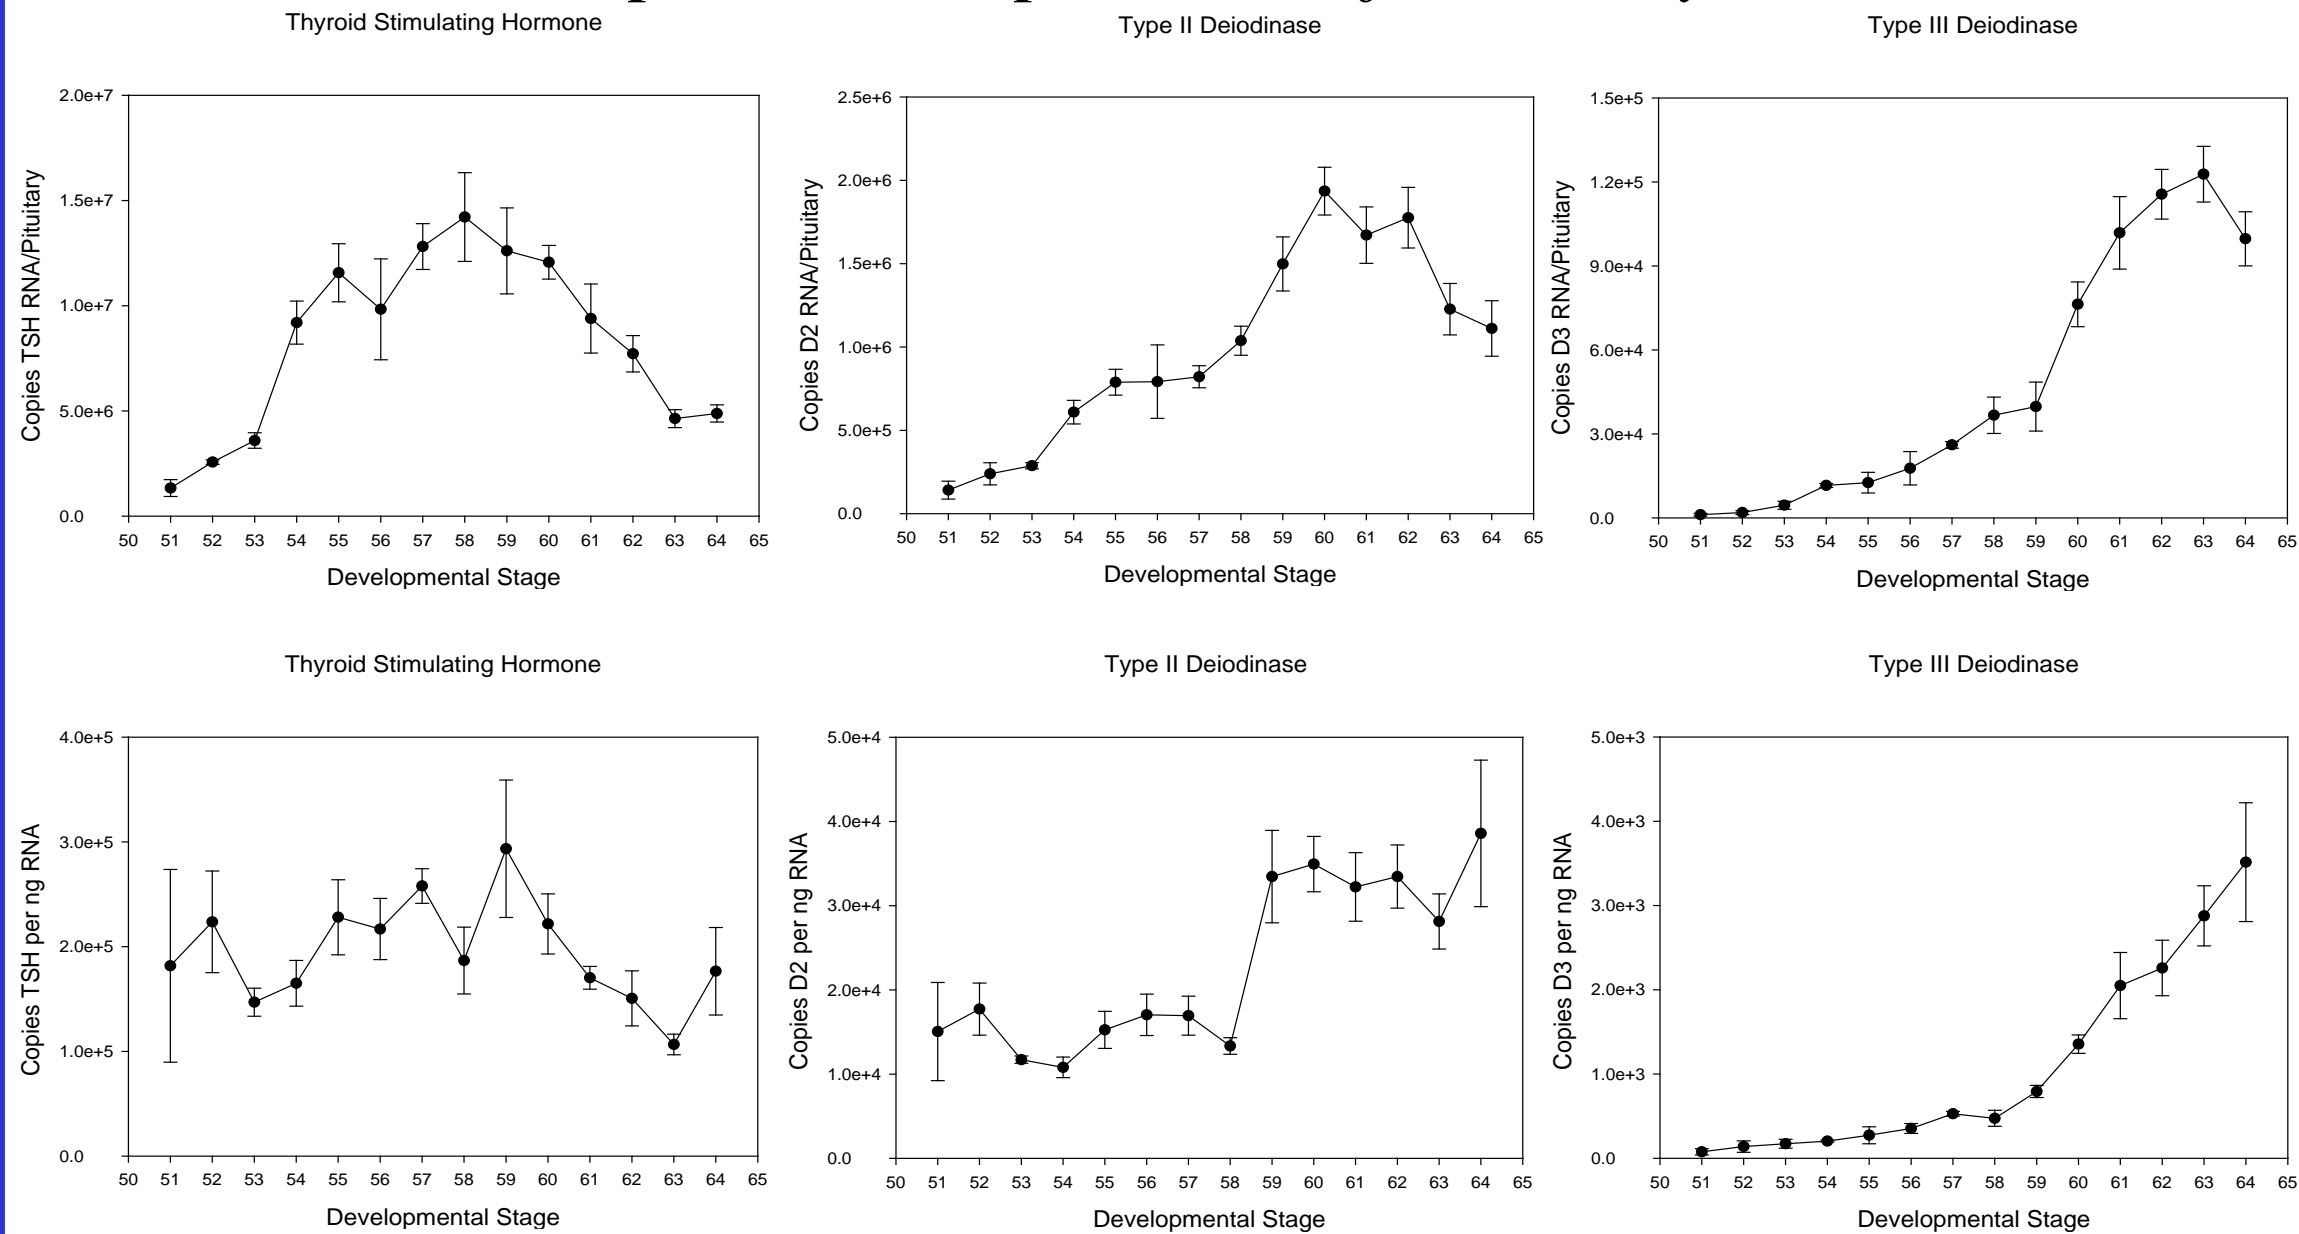 Thyroid Stimulating Hormone
Type II Deiodinase
Type III Deiodinase
Copies TSH RNA/Pituitary
2.0e+7
1.5e+7
1.0e+7
5.0e+6
0.0
50 51 52 53 54 55 56 57 58 59 60 61 62 63 64 65
Developmental Stage
Copies D2 RNA/Pituitary
2.5e+6
2.0e+6
1.5e+6
1.0e+6
5.0e+5
0.0
50 51 52 53 54 55 56 57 58 59 60 61 62 63 64 65
Developmental Stage
Copies D3 RNA/Pituitary
1.5e+5
1.2e+5
9.0e+4
6.0e+4
3.0e+4
0.0
50 51 52 53 54 55 56 57 58 59 60 61 62 63 64 65
Developmental Stage
Thyroid Stimulating Hormone
Type II Deiodinase
Type III Deiodinase
Copies TSH per ng RNA
4.0e+5
3.0e+5
2.0e+5
1.0e+5
0.0
50 51 52 53 54 55 56 57 58 59 60 61 62 63 64 65
Developmental Stage
Copies D2 per ng RNA
5.0e+4
4.0e+4
3.0e+4
2.0e+4
1.0e+4
0.0
50 51 52 53 54 55 56 57 58 59 60 61 62 63 64 65
Developmental Stage
Copies D3 per ng RNA
5.0e+3
4.0e+3
3.0e+3
2.0e+3
1.0e+3
0.0
50 51 52 53 54 55 56 57 58 59 60 61 62 63 64 65
Developmental Stage